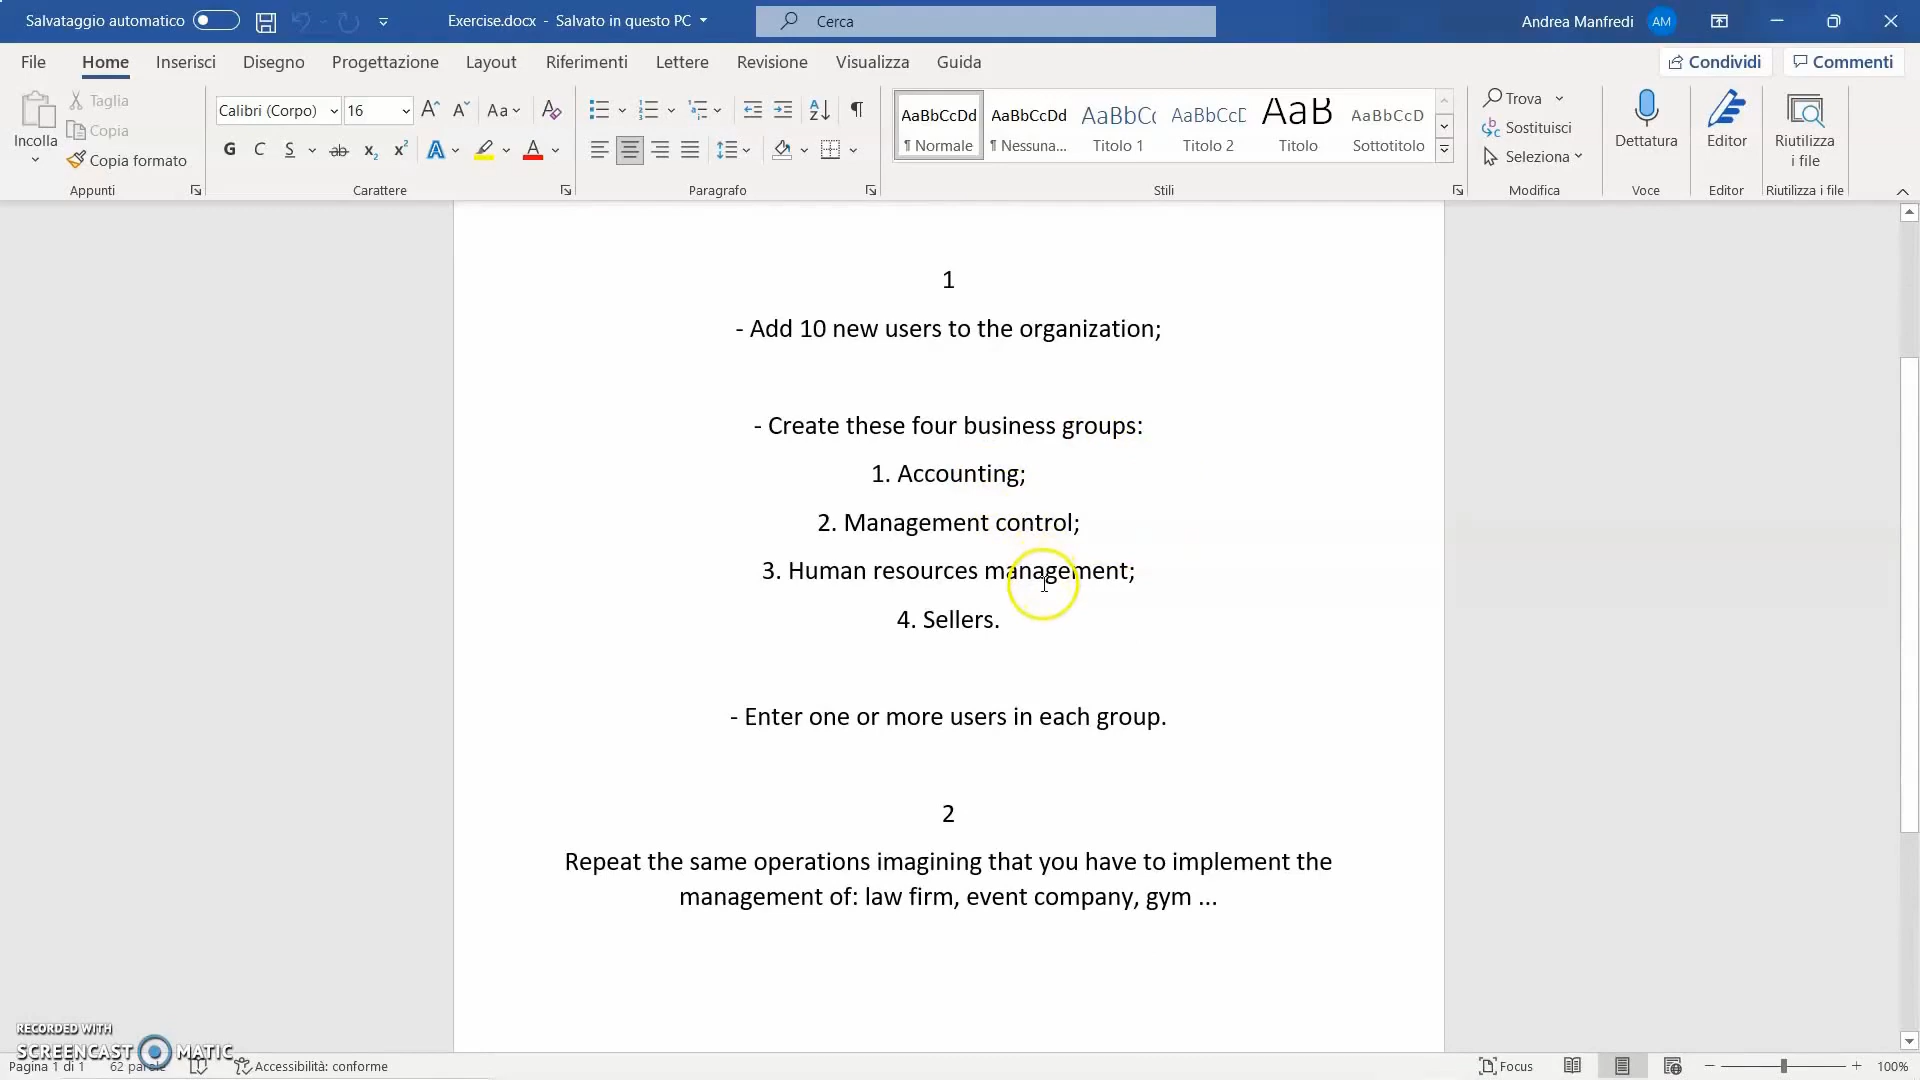 Salvataggio automatico
Exercise.docx - Salvato in questo PC
Cerca
Andrea Manfredi
AM
File Home Inserisci Disegno Progettazione Layout Riferimenti Lettere Revisione Visualizza Guida
Condividi
Commenti
Incolla
Taglia
Copia
Copia formato
Appunti
Calibri (Corpo)
16
Aa
G C S ab x₂ x²
Carattere
Paragrafo
AaBbCcDd
¶ Normale
AaBbCcDd
¶ Nessuna...
AaBbC
Titolo 1
AaBbCcD
Titolo 2
AaB
Titolo
AaBbCcD
Sottotitolo
Stili
Trova
Sostituisci
Seleziona
Modifica
Dettatura
Voce
Editor
Editor
Riutilizza
i file
Riutilizza i file
1
- Add 10 new users to the organization;
- Create these four business groups:
1. Accounting;
2. Management control;
3. Human resources management;
4. Sellers.
- Enter one or more users in each group.
2
Repeat the same operations imagining that you have to implement the
management of: law firm, event company, gym ...
RECORDED WITH
SCREENCAST MATIC
Pagina 1 di 1
62 parole
Accessibilità: conforme
Focus
100%